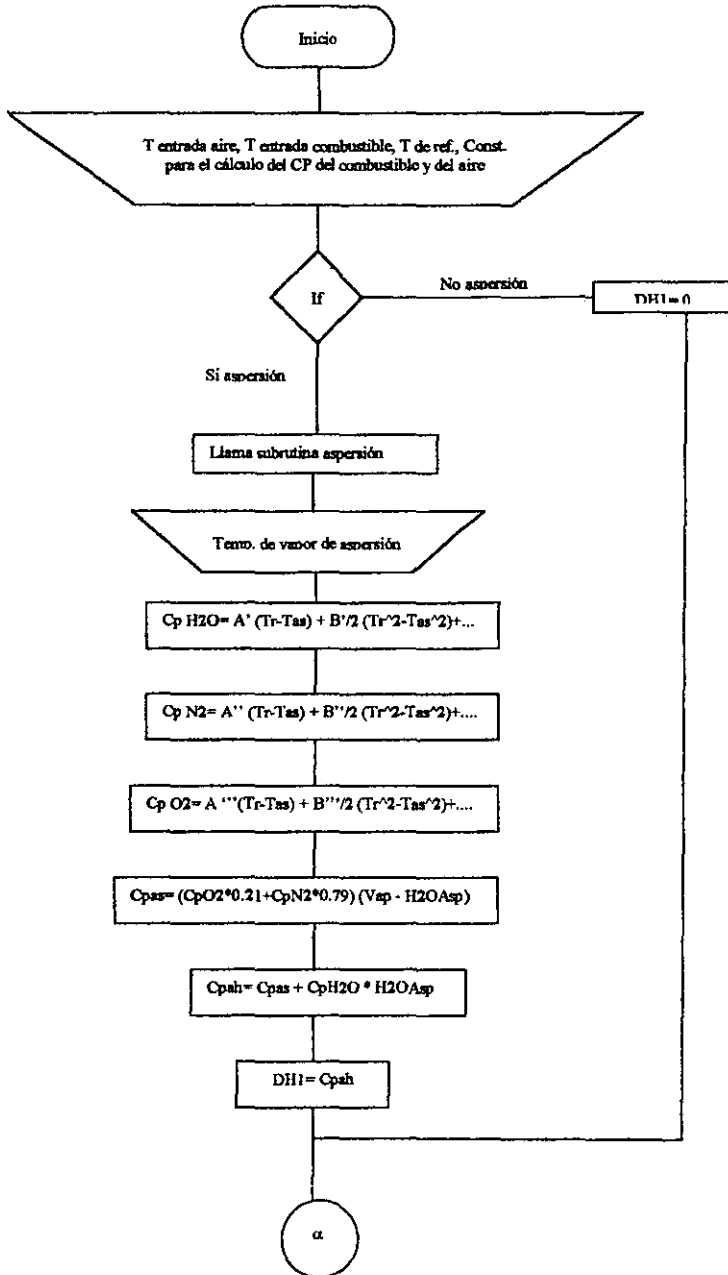 Inicio
T entrada aire, T entrada combustible, T de ref., Const.
para el cálculo del CP del combustible y del aire
If
No aspersión
DH1= 0
Sí aspersión
Llama subrutina aspersión
Temp. de vapor de aspersión
Cp H2O= A' (Tr-Tas) + B'/2 (Tr^2-Tas^2)+...
Cp N2= A'' (Tr-Tas) + B''/2 (Tr^2-Tas^2)+....
Cp O2= A '''(Tr-Tas) + B'''/2 (Tr^2-Tas^2)+....
Cpas= (CpO2*0.21+CpN2*0.79) (Vap - H2OAsp)
Cpah= Cpas + CpH2O * H2OAsp
DH1= Cpah
α